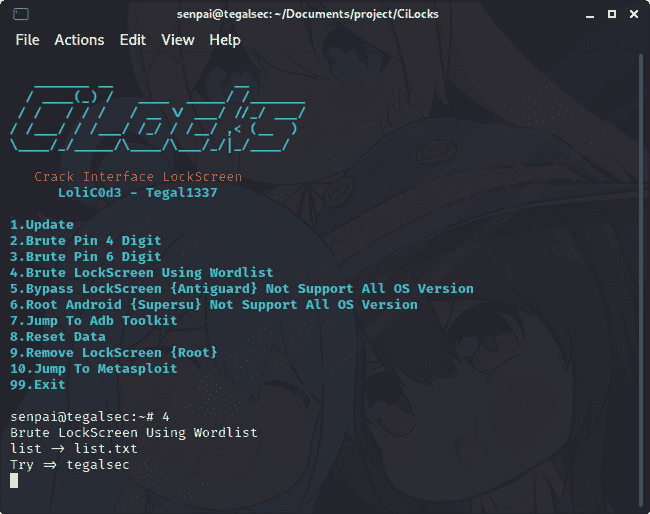 senpai@tegalsec:~/Documents/project/CiLocks
File Actions Edit View Help
CiLocks
Crack Interface LockScreen
LoliC0d3 - Tegal1337
1.Update
2.Brute Pin 4 Digit
3.Brute Pin 6 Digit
4.Brute LockScreen Using Wordlist
5.Bypass LockScreen {Antiguard} Not Support All OS Version
6.Root Android {Supersu} Not Support All OS Version
7.Jump To Adb Toolkit
8.Reset Data
9.Remove LockScreen {Root}
10.Jump To Metasploit
99.Exit
senpai@tegalsec:~# 4
Brute LockScreen Using Wordlist
list -> list.txt
Try => tegalsec